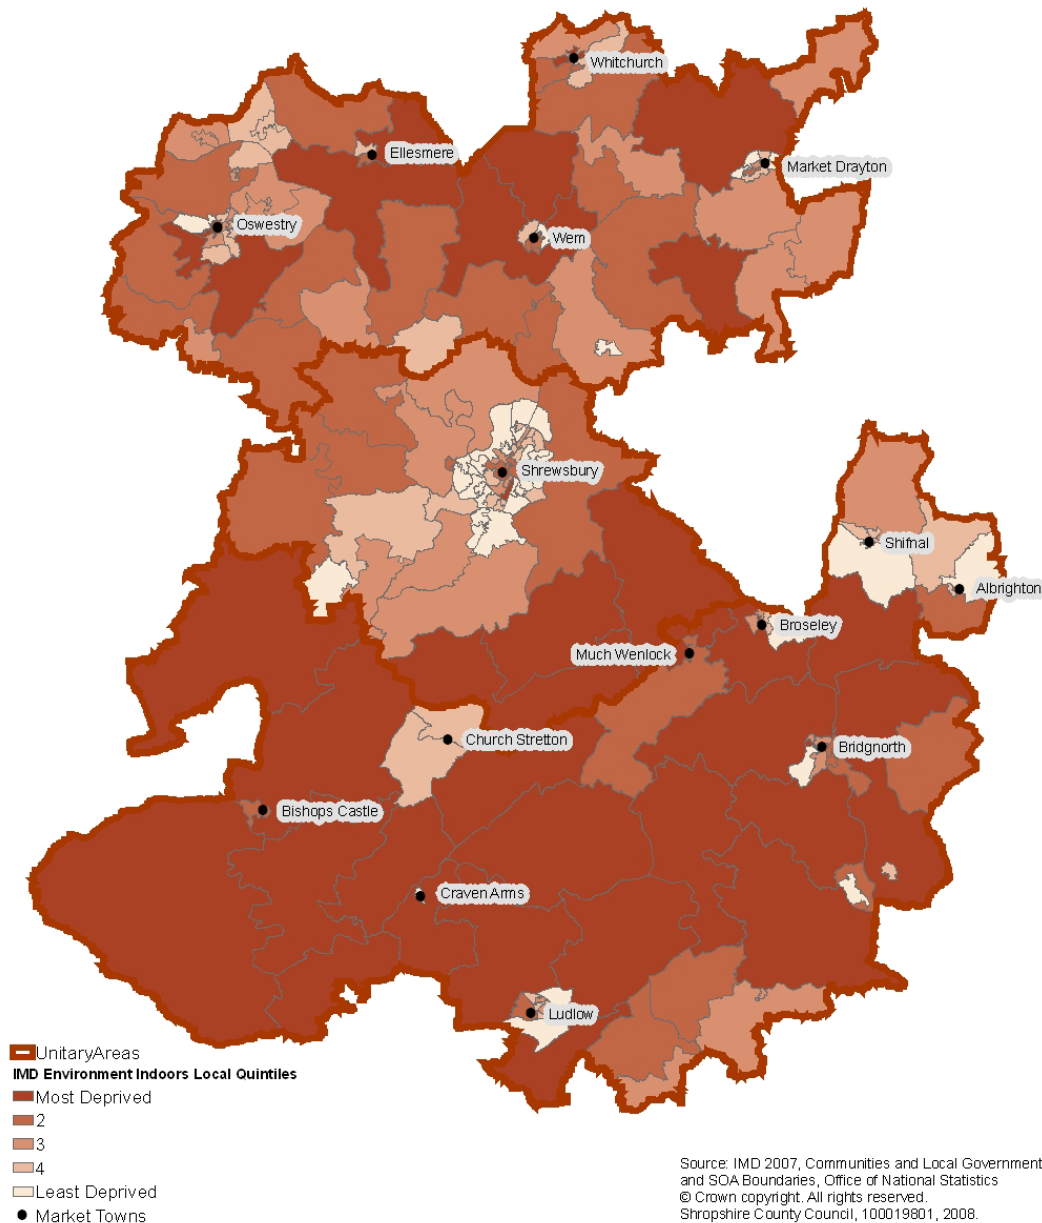 Whitchurch
Ellesmere
Market Drayton
Oswestry
Wem
Shrewsbury
Shifnal
Albrighton
Broseley
Much Wenlock
Church Stretton
Bridgnorth
Bishops Castle
Craven Arms
Ludlow
UnitaryAreas
IMD Environment Indoors Local Quintiles
Most Deprived
2
3
4
Least Deprived
Market Towns
Source: IMD 2007, Communities and Local Government
and SOA Boundaries, Office of National Statistics
© Crown copyright. All rights reserved.
Shropshire County Council, 100019801, 2008.